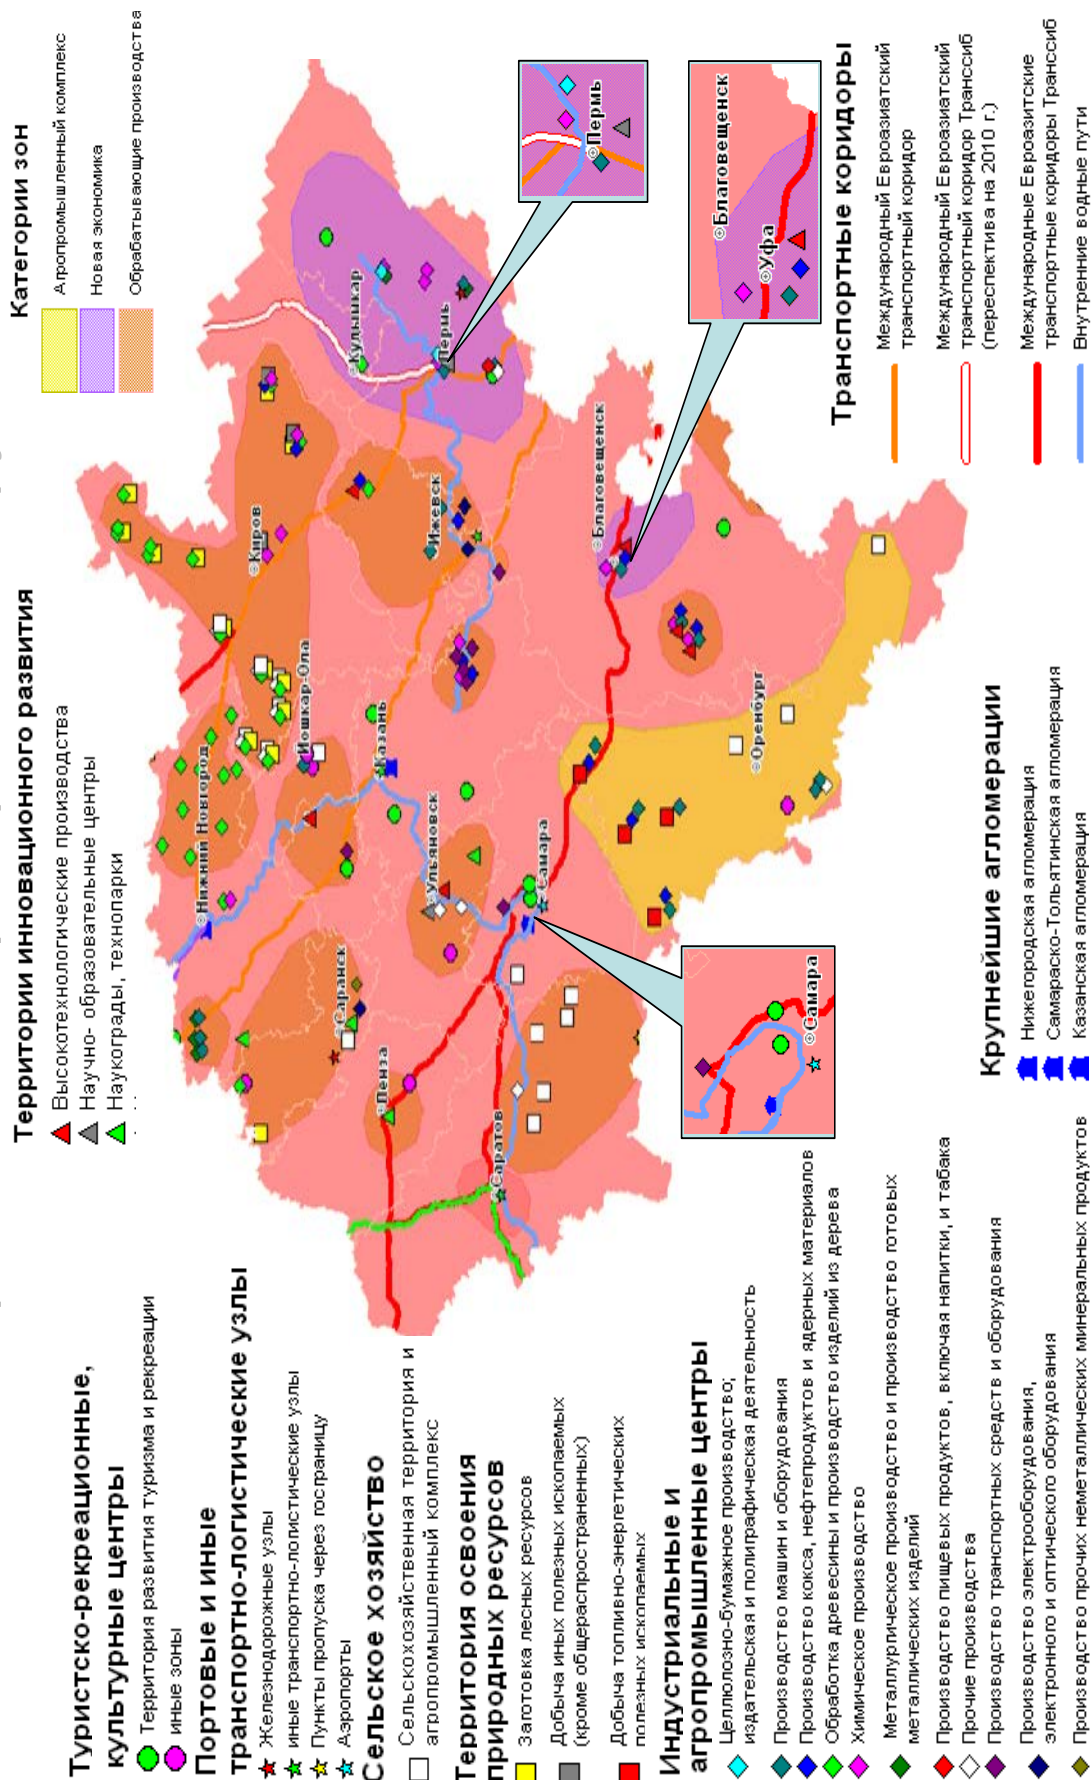 Туристско-рекреационные,
культурные центры
Территория развития туризма и рекреации
иные зоны
Портовые и иные
транспортно-логистические узлы
Железнодорожные узлы
иные транспортно-логистические узлы
Пункты пропуска через госграницу
Аэропорты
Сельское хозяйство
Сельскохозяйственная территория и
агропромышленный комплекс
Территория освоения
природных ресурсов
Заготовка лесных ресурсов
Добыча иных полезных ископаемых
(кроме общераспространенных)
Добыча топливно-энергетических
полезных ископаемых
Индустриальные и
агропромышленные центры
Целлюлозно-бумажное производство;
издательская и полиграфическая деятельность
Производство машин и оборудования
Производство кокса, нефтепродуктов и ядерных материалов
Обработка древесины и производство изделий из дерева
Химическое производство
Металлургическое производство и производство готовых
металлических изделий
Производство пищевых продуктов, включая напитки, и табака
Прочие производства
Производство транспортных средств и оборудования
Производство электрооборудования,
электронного и оптического оборудования
Производство прочих неметаллических минеральных продуктов
Территории инновационного развития
Высокотехнологические производства
Научно- образовательные центры
Наукограды, технопарки
Категории зон
Агропромышленный комплекс
Новая экономика
Обрабатывающие производства
Нижний Новгород
Киров
Йошкар-Ола
Кудымкар
Пермь
Саранск
Казань
Ижевск
Пенза
Ульяновск
Саратов
Самара
Благовещенск
Оренбург
Пермь
Благовещенск
Уфа
Самара
Крупнейшие агломерации
Нижегородская агломерация
Самараско-Тольятинская агломерация
Казанская агломерация
Транспортные коридоры
Международный Евроазиатский
транспортный коридор
Международный Евроазиатский
транспортный коридор Транссиб
(переспектива на 2010 г.)
Международные Евроазитские
транспортные коридоры Транссиб
Внутренние водные пути